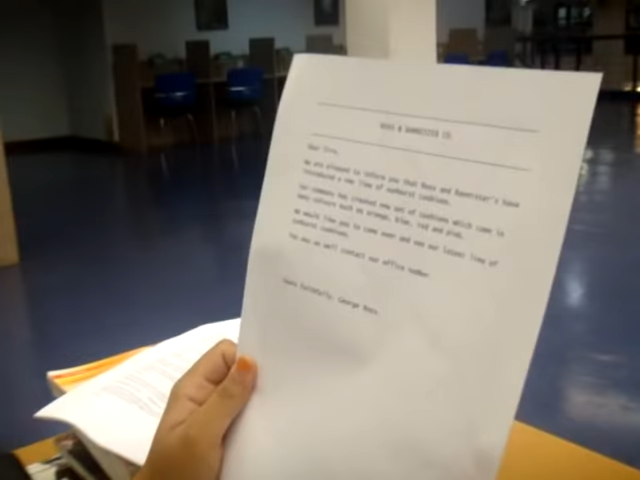 ROSS & BANNISTER CO.
Dear Sirs,
We are pleased to inform you that Ross and Bannister's have
introduced a new line of sunburst cushions.
Our company has created new set of cushions which come in
many colours such as orange, blue, red and pink.
We would like you to come over and see our latest line of
sunburst cushions.
You may as well contact our office number.
Yours faithfully, George Ross.